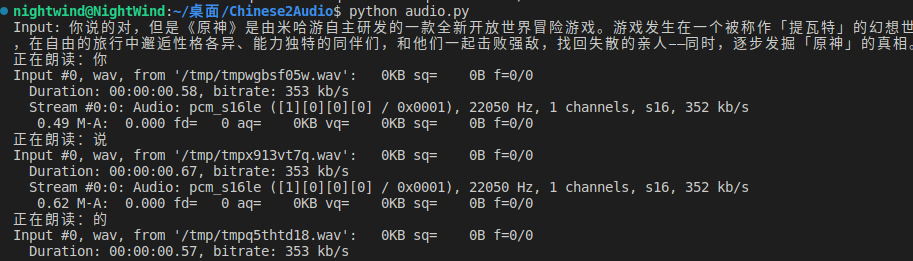 nightwind@NightWind:~/桌面/Chinese2Audio$ python audio.py
Input: 你说的对，但是《原神》是由米哈游自主研发的一款全新开放世界冒险游戏。游戏发生在一个被称作「提瓦特」的幻想世
，在自由的旅行中邂逅性格各异、能力独特的同伴们，和他们一起击败强敌，找回失散的亲人——同时，逐步发掘「原神」的真相。
正在朗读：你
Input #0, wav, from '/tmp/tmpwgbsf05w.wav':   0KB sq=    0B f=0/0
  Duration: 00:00:00.58, bitrate: 353 kb/s
  Stream #0:0: Audio: pcm_s16le ([1][0][0][0] / 0x0001), 22050 Hz, 1 channels, s16, 352 kb/s
   0.49 M-A:  0.000 fd=   0 aq=    0KB vq=    0KB sq=    0B f=0/0
正在朗读：说
Input #0, wav, from '/tmp/tmpx913vt7q.wav':   0KB sq=    0B f=0/0
  Duration: 00:00:00.67, bitrate: 353 kb/s
  Stream #0:0: Audio: pcm_s16le ([1][0][0][0] / 0x0001), 22050 Hz, 1 channels, s16, 352 kb/s
   0.62 M-A:  0.000 fd=   0 aq=    0KB vq=    0KB sq=    0B f=0/0
正在朗读：的
Input #0, wav, from '/tmp/tmpq5thtd18.wav':   0KB sq=    0B f=0/0
  Duration: 00:00:00.57, bitrate: 353 kb/s